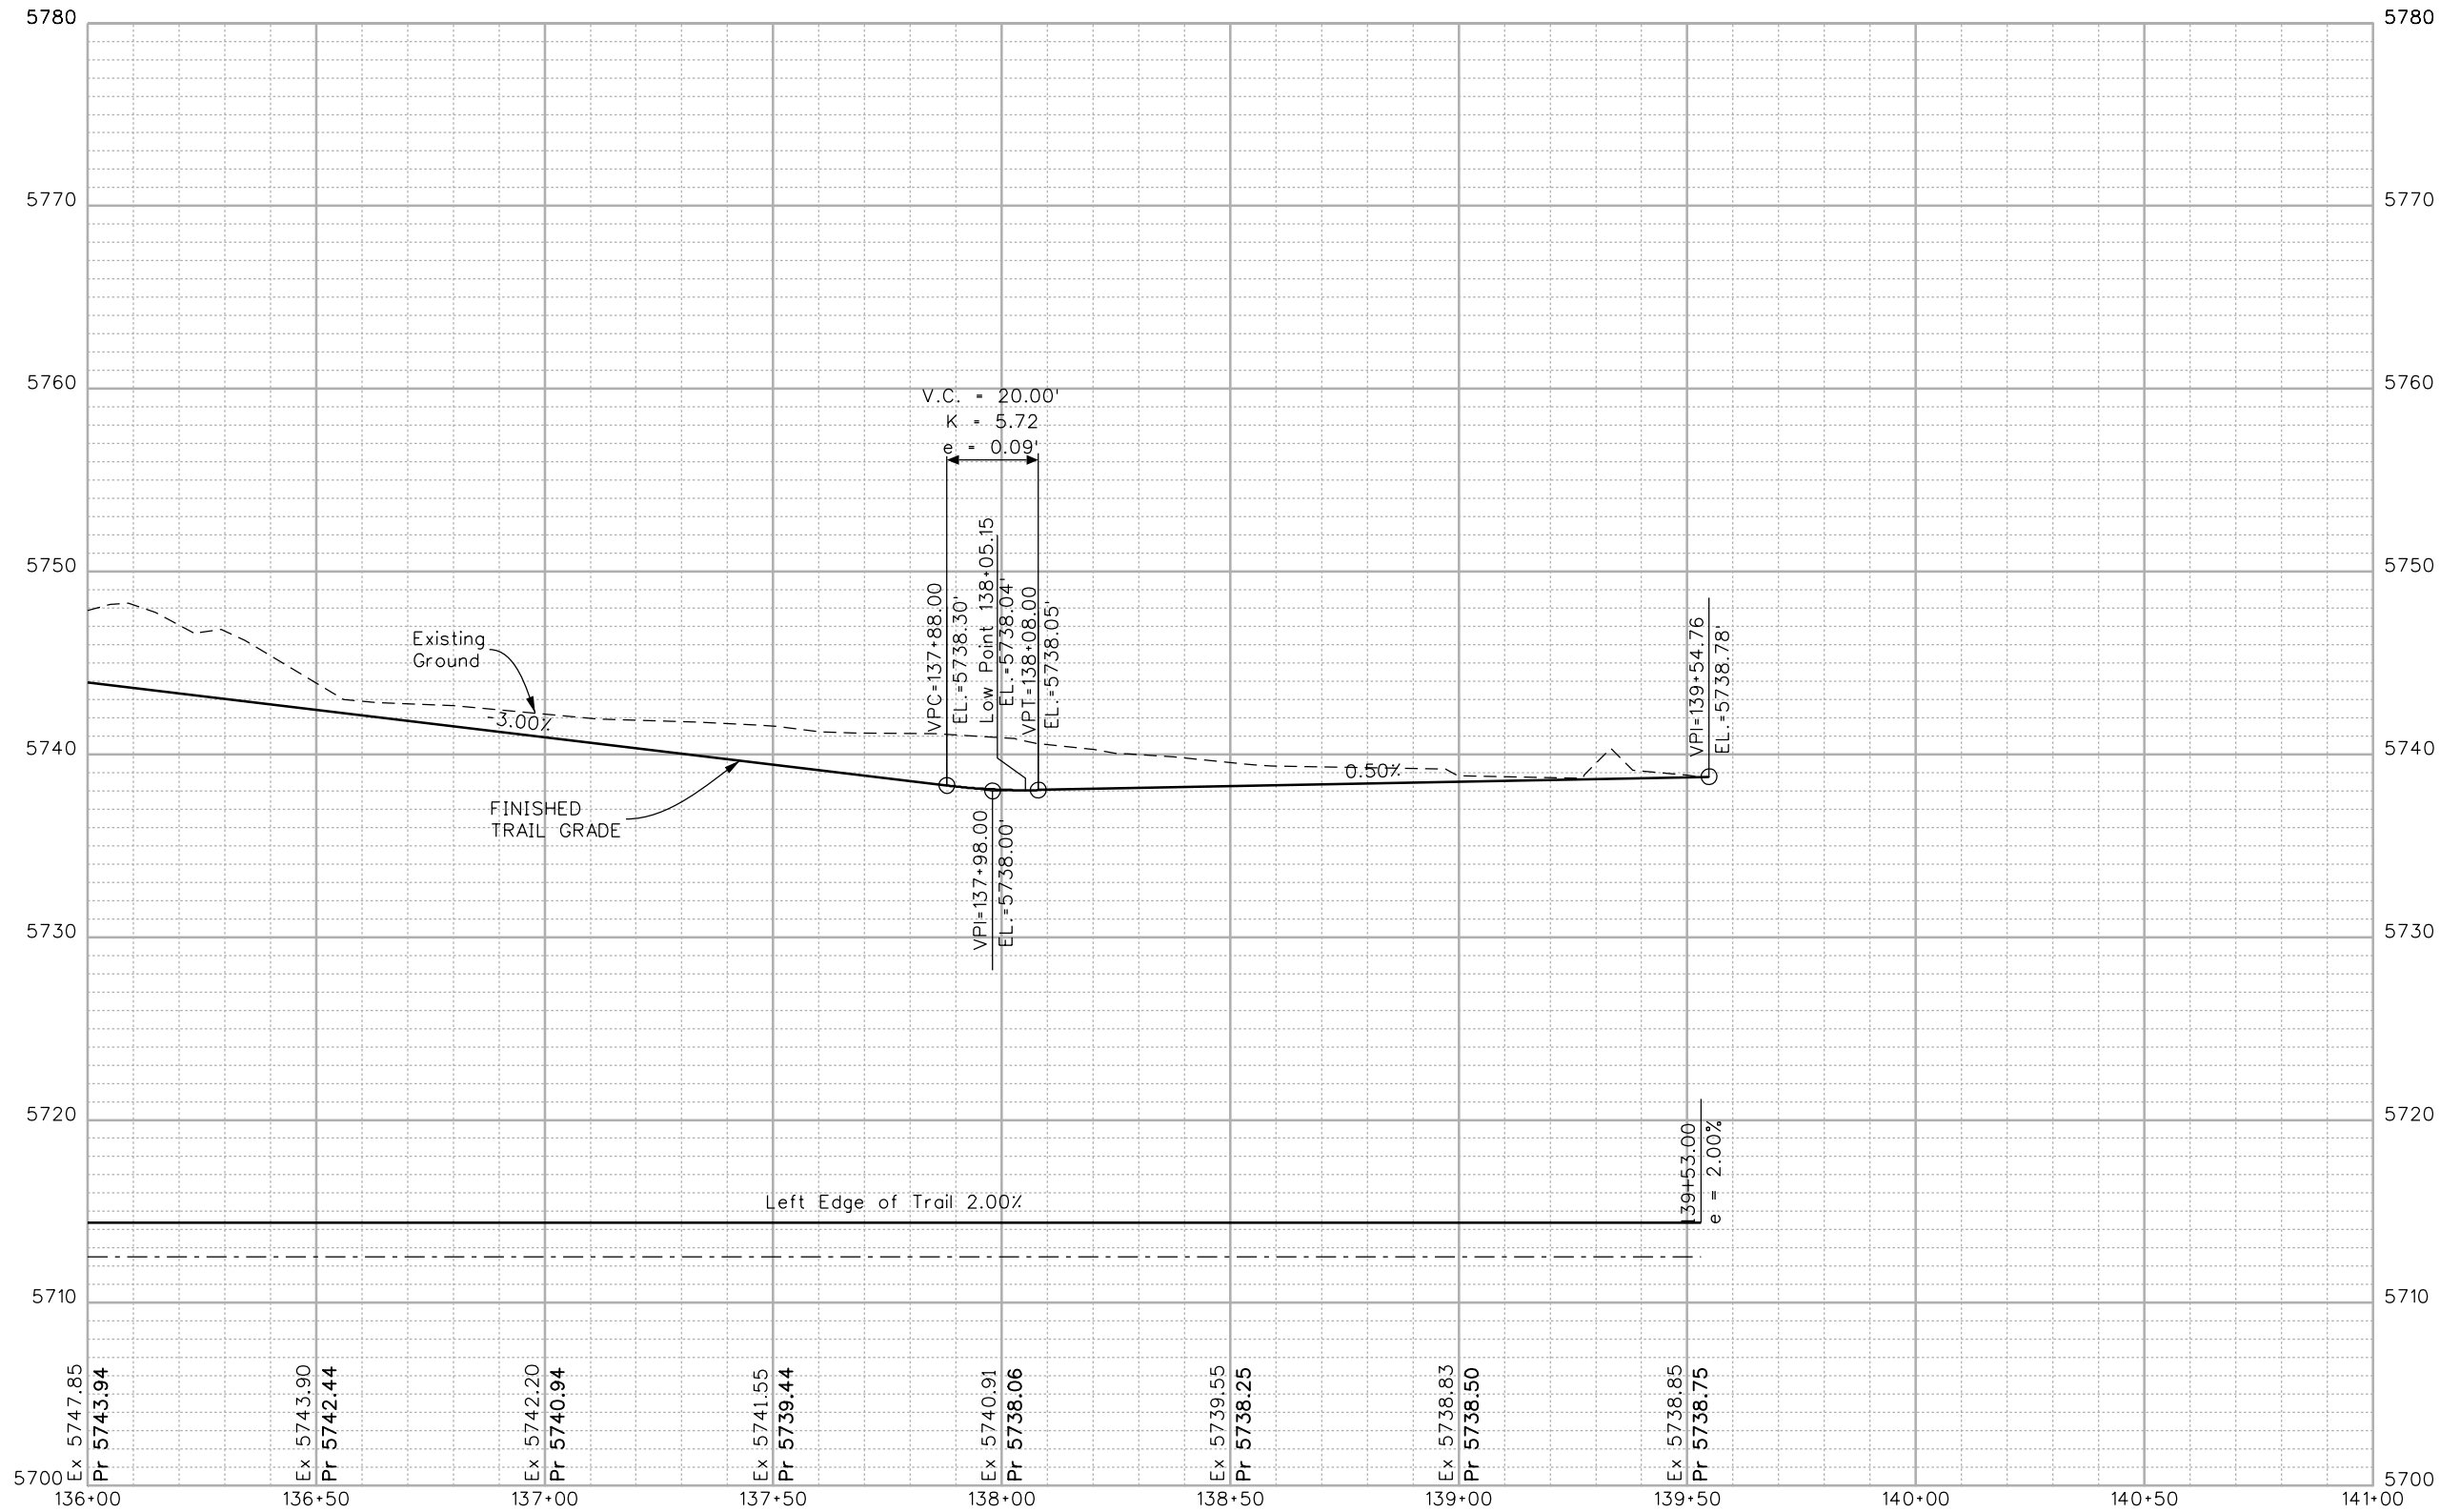 5780
5780
5770
5770
5760
5760
V.C. = 20.00'
K = 5.72
e = 0.09'
5750
5750
VPC=137+88.00
EL.=5738.30'
Low Point 138+05.15
EL.=5738.04'
VPT=138+08.00
EL.=5738.05'
VPI=139+54.76
EL.=5738.78'
Existing
Ground
-3.00%
5740
5740
0.50%
FINISHED
TRAIL GRADE
VPI=137+98.00
EL.=5738.00'
5730
5730
5720
5720
139+53.00
e = 2.00%
Left Edge of Trail 2.00%
5710
5710
Ex 5747.85
Pr 5743.94
Ex 5743.90
Pr 5742.44
Ex 5742.20
Pr 5740.94
Ex 5741.55
Pr 5739.44
Ex 5740.91
Pr 5738.06
Ex 5739.55
Pr 5738.25
Ex 5738.83
Pr 5738.50
Ex 5738.85
Pr 5738.75
5700
5700
136+00
136+50
137+00
137+50
138+00
138+50
139+00
139+50
140+00
140+50
141+00